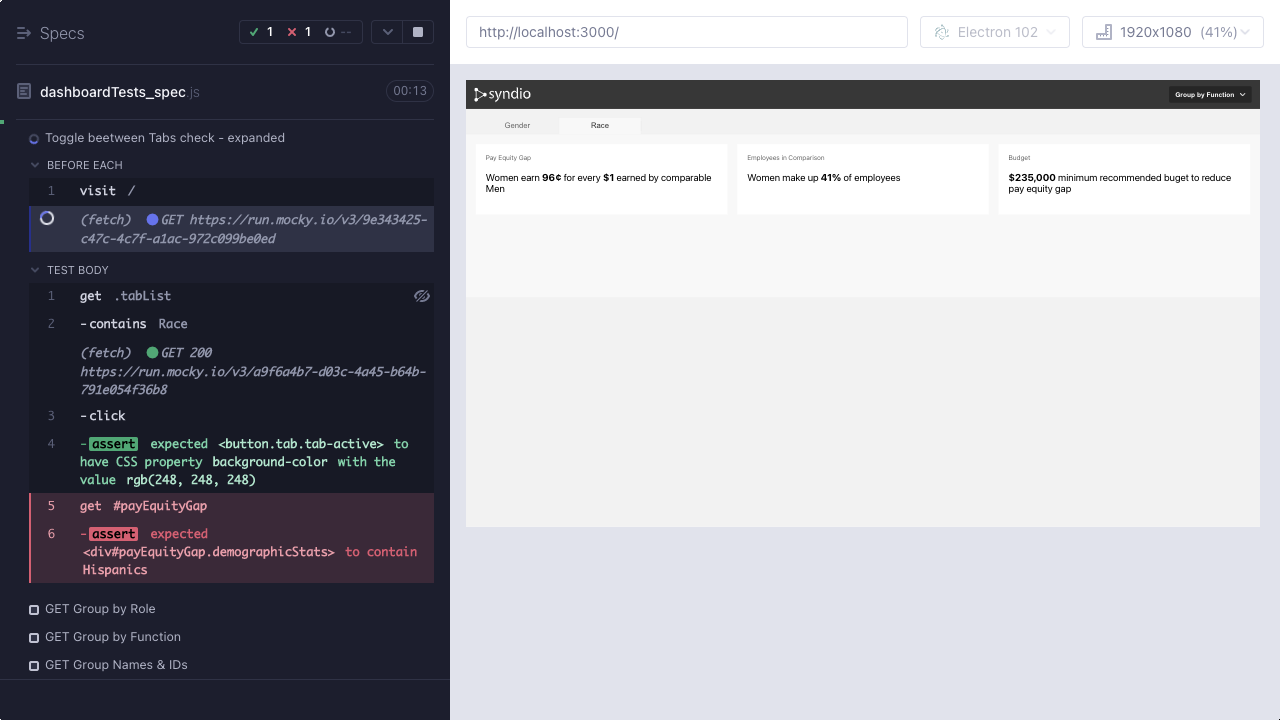 Specs
1 1 --
dashboardTests_spec.js
00:13
Toggle beetween Tabs check - expanded
BEFORE EACH
1 visit /
(fetch) GET https://run.mocky.io/v3/9e343425-
c47c-4c7f-a1ac-972c099be0ed
TEST BODY
1 get .tabList
2 -contains Race
(fetch) GET 200
https://run.mocky.io/v3/a9f6a4b7-d03c-4a45-b64b-
791e054f36b8
3 -click
4 -assert expected <button.tab.tab-active> to
have CSS property background-color with the
value rgb(248, 248, 248)
5 get #payEquityGap
6 -assert expected
<div#payEquityGap.demographicStats> to contain
Hispanics
GET Group by Role
GET Group by Function
GET Group Names & IDs
http://localhost:3000/
Electron 102
1920x1080 (41%)
syndio
Group by Function
Gender
Race
Pay Equity Gap
Women earn 96¢ for every $1 earned by comparable
Men
Employees in Comparison
Women make up 41% of employees
Budget
$235,000 minimum recommended buget to reduce
pay equity gap